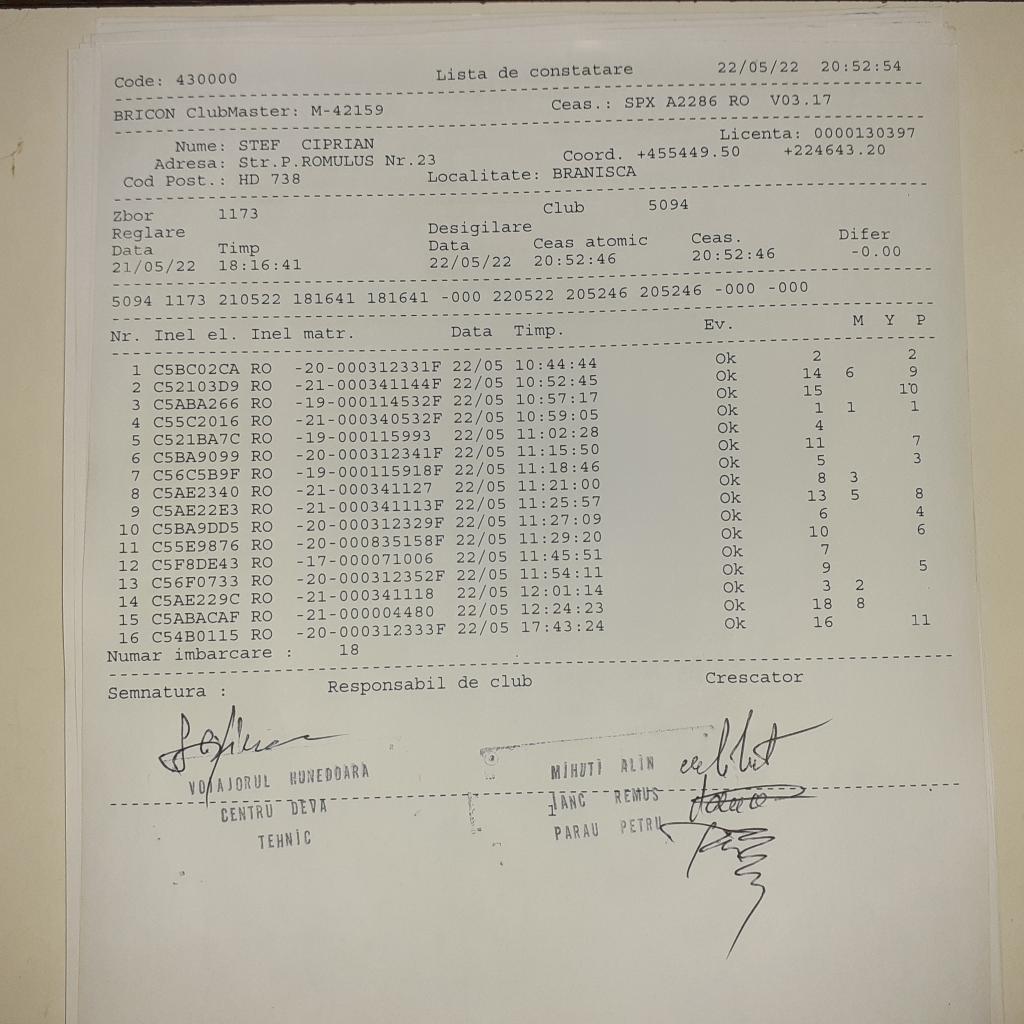 Code: 430000 Lista de constatare 22/05/22 20:52:54
BRICON ClubMaster: M-42159 Ceas.: SPX A2286 RO V03.17
Nume: STEF CIPRIAN Licenta: 0000130397
Adresa: Str.P.ROMULUS Nr.23 Coord. +455449.50 +224643.20
Cod Post.: HD 738 Localitate: BRANISCA
Zbor 1173 Club 5094
Reglare Desigilare
Data Timp Data Ceas atomic Ceas. Difer
21/05/22 18:16:41 22/05/22 20:52:46 20:52:46 -0.00
5094 1173 210522 181641 181641 -000 220522 205246 205246 -000 -000
Nr. Inel el. Inel matr. Data Timp. Ev. M Y P
1 C5BC02CA RO -20-000312331F 22/05 10:44:44 Ok 2 2
2 C52103D9 RO -21-000341144F 22/05 10:52:45 Ok 14 6 9
3 C5ABA266 RO -19-000114532F 22/05 10:57:17 Ok 15 10
4 C55C2016 RO -21-000340532F 22/05 10:59:05 Ok 1 1 1
5 C521BA7C RO -19-000115993 22/05 11:02:28 Ok 4
6 C5BA9099 RO -20-000312341F 22/05 11:15:50 Ok 11 7
7 C56C5B9F RO -19-000115918F 22/05 11:18:46 Ok 5 3
8 C5AE2340 RO -21-000341127 22/05 11:21:00 Ok 8 3
9 C5AE22E3 RO -21-000341113F 22/05 11:25:57 Ok 13 5 8
10 C5BA9DD5 RO -20-000312329F 22/05 11:27:09 Ok 6 4
11 C55E9876 RO -20-000835158F 22/05 11:29:20 Ok 10 6
12 C5F8DE43 RO -17-000071006 22/05 11:45:51 Ok 7
13 C56F0733 RO -20-000312352F 22/05 11:54:11 Ok 9 5
14 C5AE229C RO -21-000341118 22/05 12:01:14 Ok 3 2
15 C5ABACAF RO -21-000004480 22/05 12:24:23 Ok 18 8
16 C54B0115 RO -20-000312333F 22/05 17:43:24 Ok 16 11
Numar imbarcare : 18
Semnatura : Responsabil de club Crescator
VOIAJORUL HUNEDOARA MIHUTI ALIN
CENTRU DEVA IANC REMUS
TEHNIC PARAU PETRU